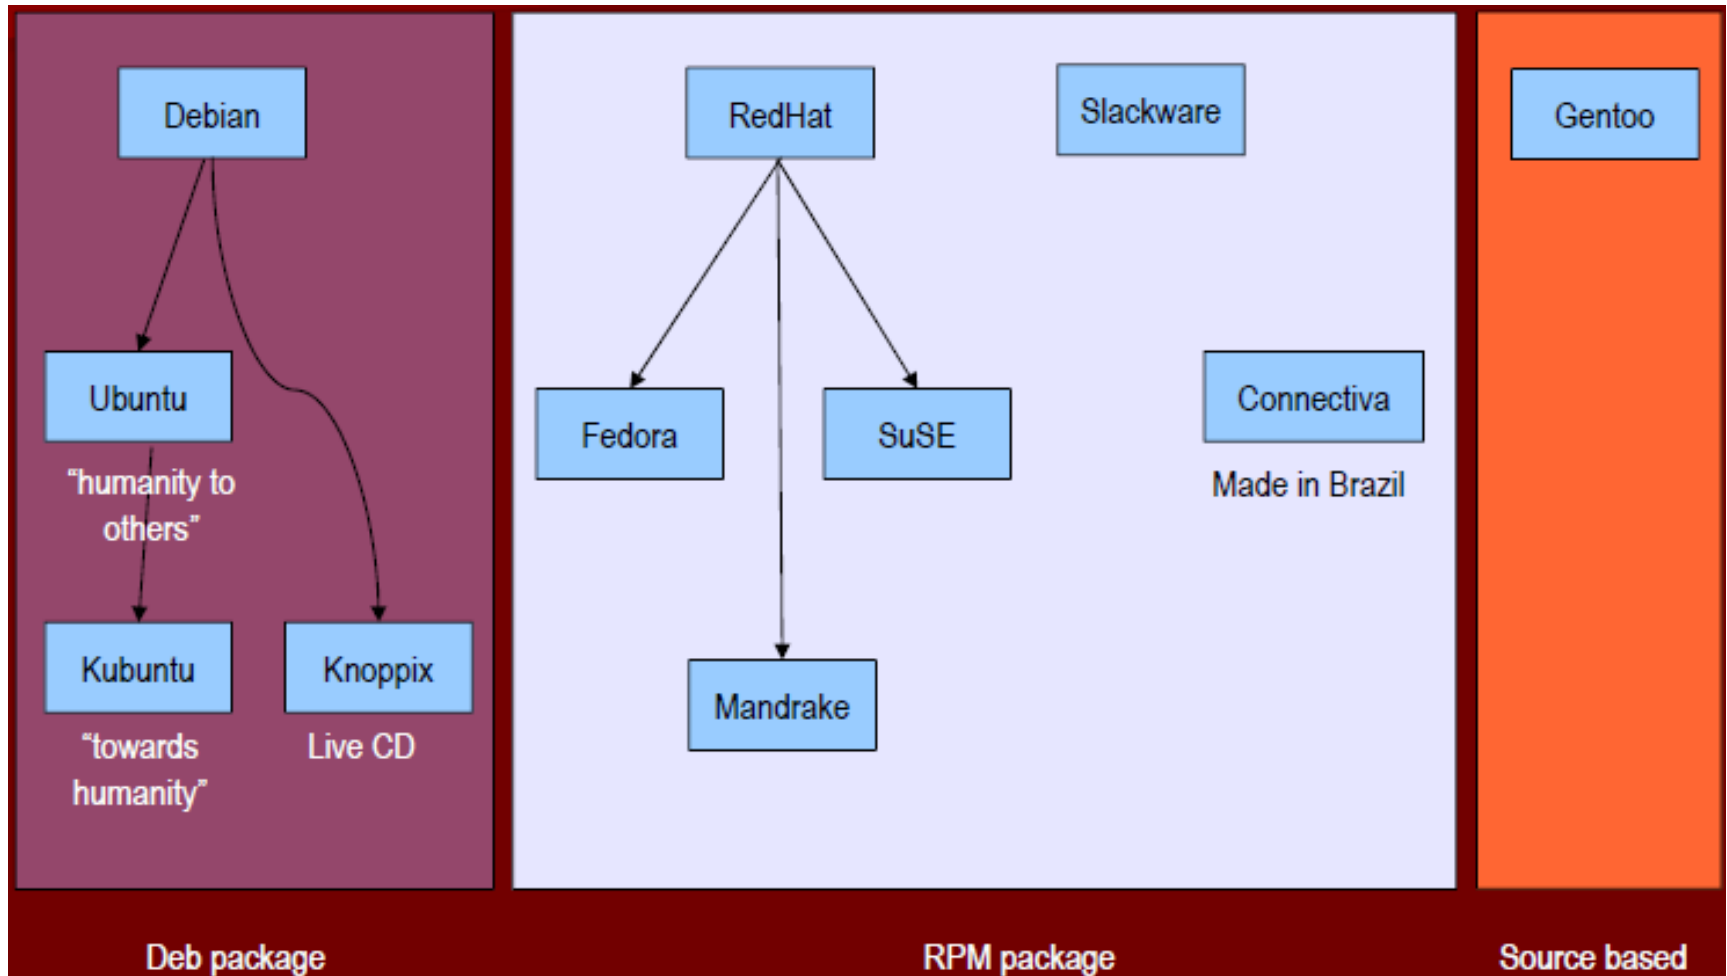 Debian
RedHat
Slackware
Gentoo
Ubuntu
“humanity to
others”
Fedora
SuSE
Connectiva
Made in Brazil
Kubuntu
“towards
humanity”
Knoppix
Live CD
Mandrake
Deb package
RPM package
Source based